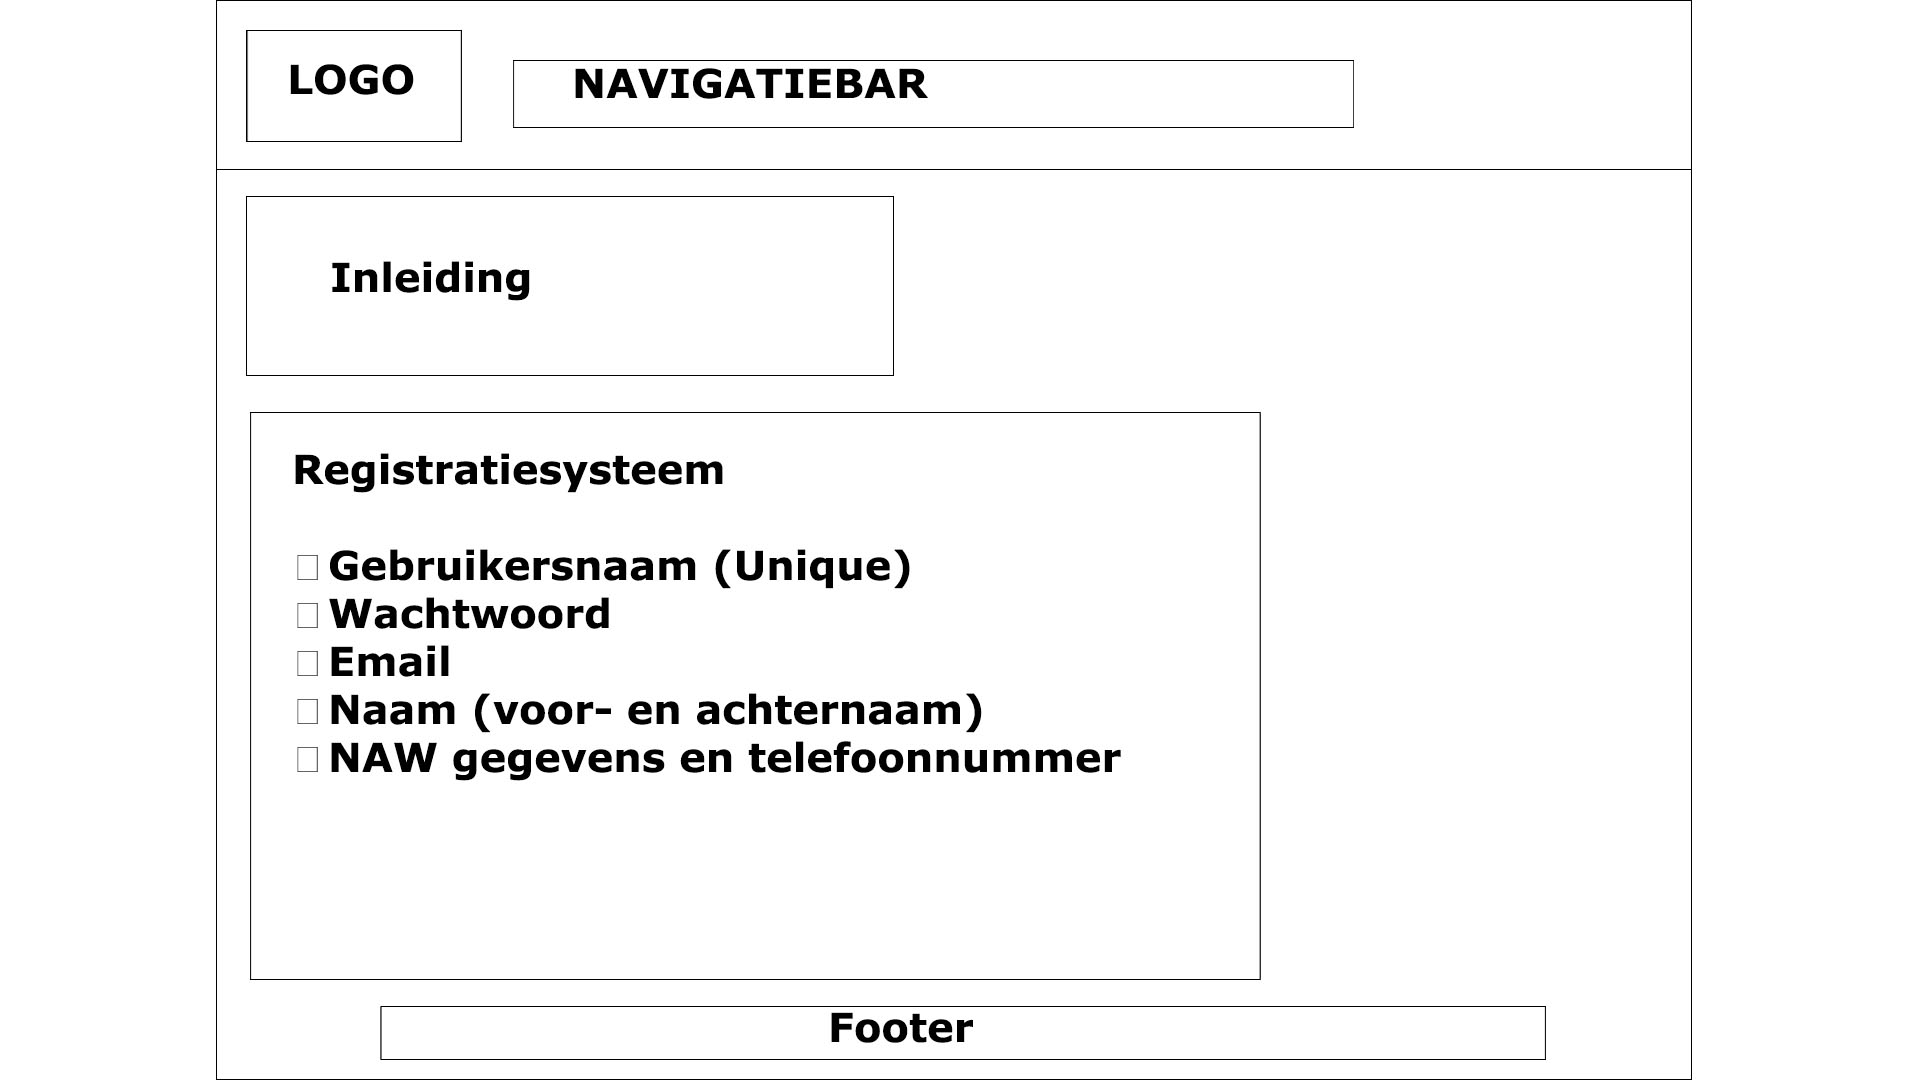 LOGO
NAVIGATIEBAR
Inleiding
Registratiesysteem
Gebruikersnaam (Unique)
Wachtwoord
Email
Naam (voor- en achternaam)
NAW gegevens en telefoonnummer
Footer